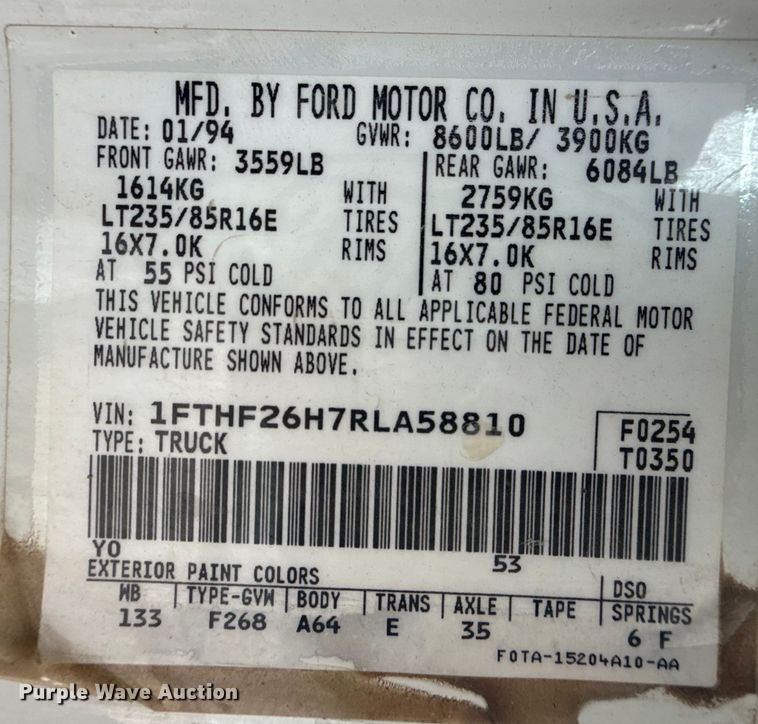 MFD. BY FORD MOTOR CO. IN U.S.A.
DATE: 01/94 GVWR: 8600LB/ 3900KG
FRONT GAWR: 3559LB REAR GAWR: 6084LB
1614KG WITH 2759KG WITH
LT235/85R16E TIRES LT235/85R16E TIRES
16X7.0K RIMS 16X7.0K RIMS
AT 55 PSI COLD AT 80 PSI COLD
THIS VEHICLE CONFORMS TO ALL APPLICABLE FEDERAL MOTOR
VEHICLE SAFETY STANDARDS IN EFFECT ON THE DATE OF
MANUFACTURE SHOWN ABOVE.
VIN: 1FTHF26H7RLA58810 F0254
TYPE: TRUCK T0350
YO 53
EXTERIOR PAINT COLORS DSO
WB TYPE-GVW BODY TRANS AXLE TAPE SPRINGS
133 F268 A64 E 35 6 F
F0TA-15204A10-AA
Purple Wave Auction